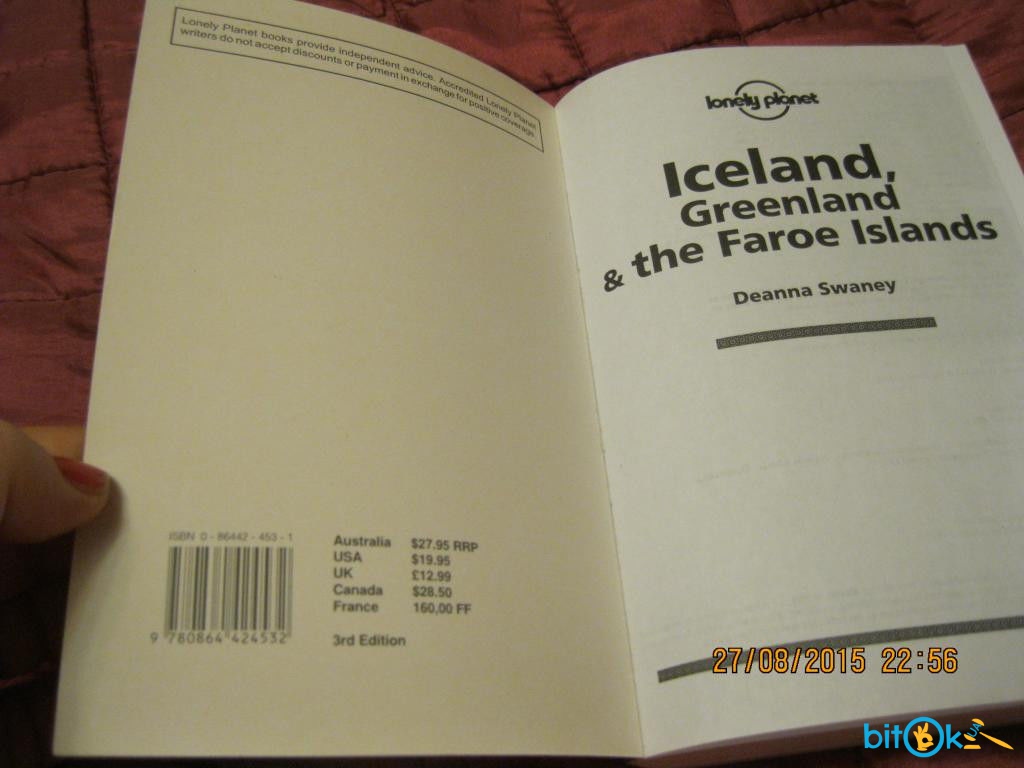 Lonely Planet books provide independent advice. Accredited Lonely Planet
writers do not accept discounts or payment in exchange for positive coverage.
ISBN 0 - 86442 - 453 - 1
9 780864 424532
Australia $27.95 RRP
USA $19.95
UK £12.99
Canada $28.50
France 160,00 FF
3rd Edition
lonely planet
Iceland,
Greenland
& the Faroe Islands
Deanna Swaney
27/08/2015 22:56
bitOk UA